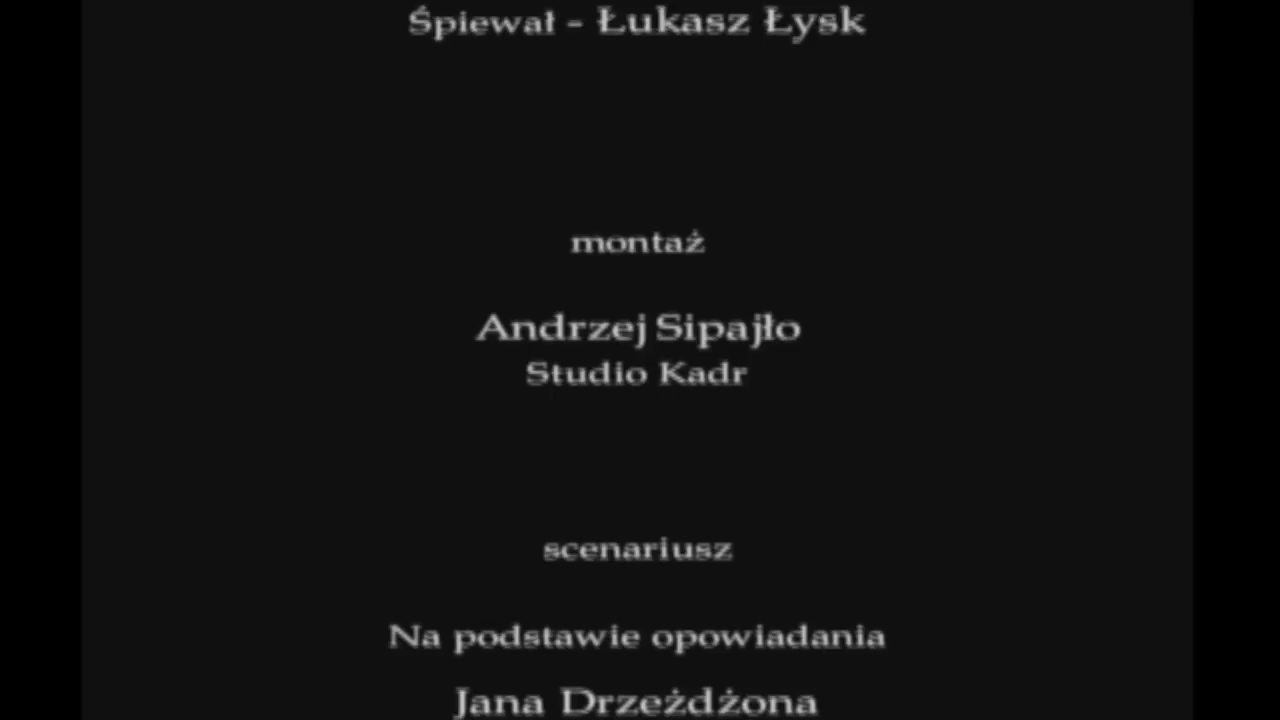 Śpiewał - Łukasz Łysk
montaż
Andrzej Sipajło
Studio Kadr
scenariusz
Na podstawie opowiadania
Jana Drzeżdżona